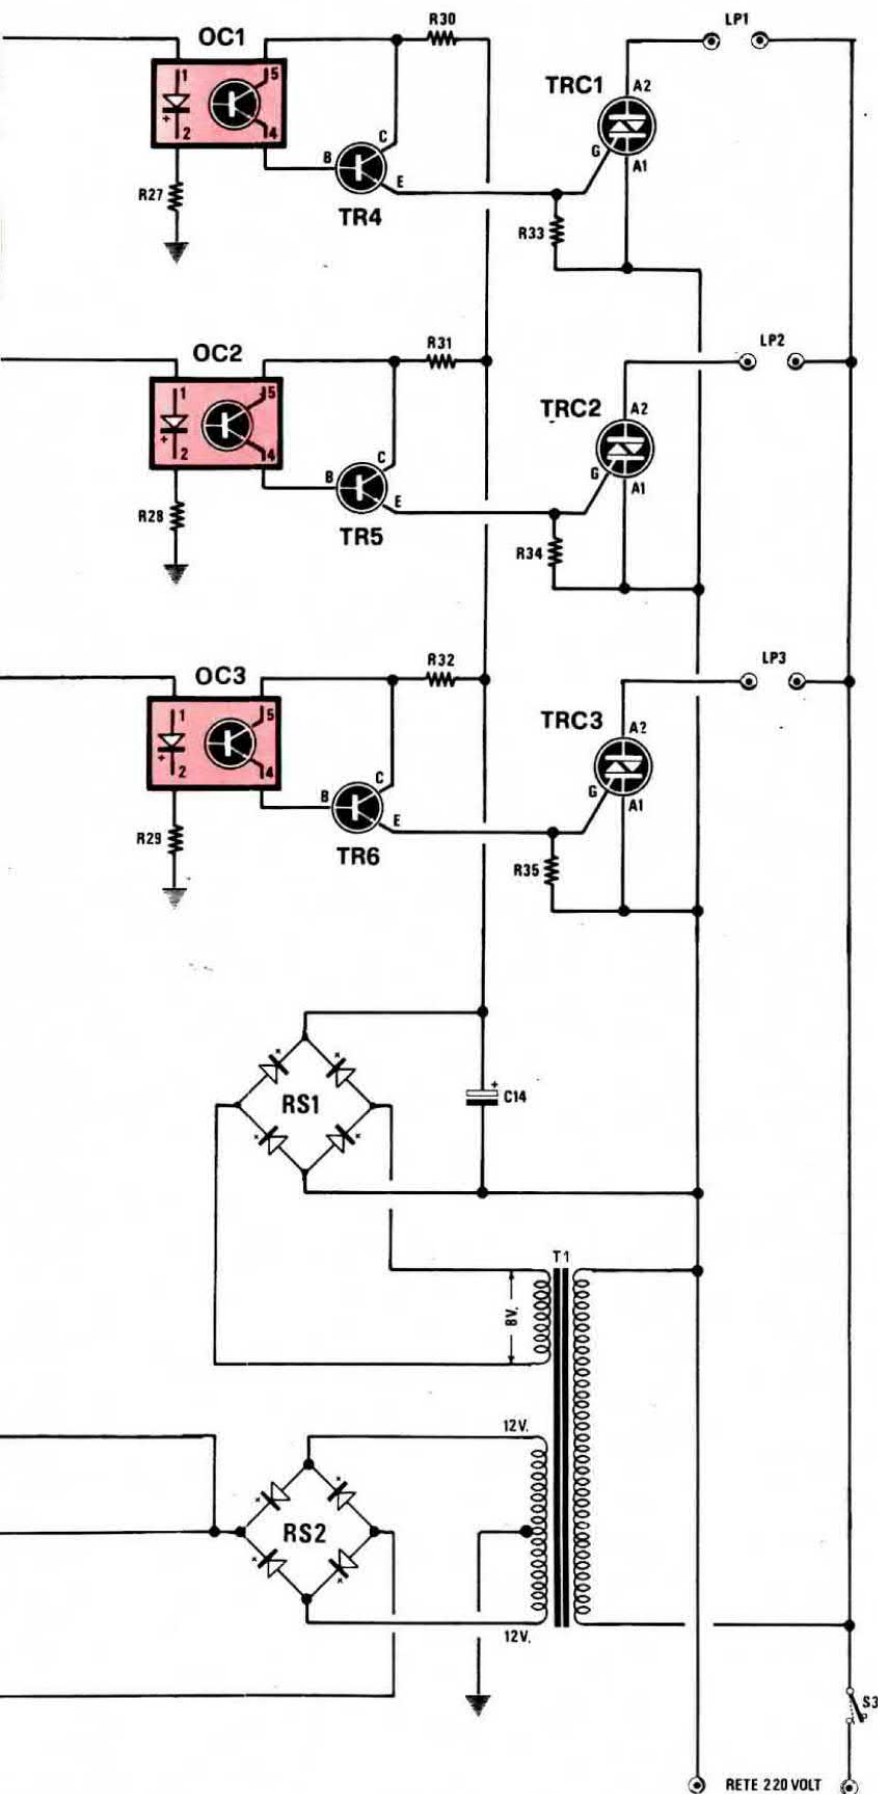 R30
LP1
OC1
TRC1
A2
1
5
+
2
4
C
B
G
A1
R27
E
TR4
R33
R31
LP2
OC2
TRC2
A2
1
5
+
2
4
C
B
G
A1
R28
E
TR5
R34
R32
LP3
OC3
TRC3
A2
1
5
+
2
4
C
B
G
A1
R29
E
TR6
R35
+
+
RS1
+
C14
+
+
T1
8V.
12V.
+
+
RS2
+
+
12V.
S3
RETE 220 VOLT